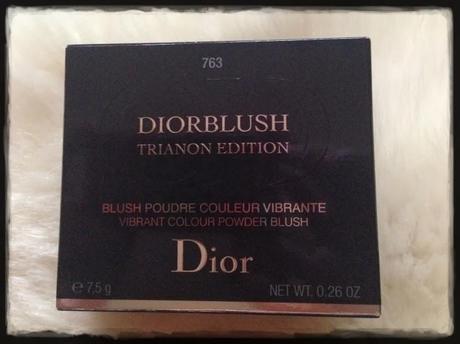 763
DIORBLUSH
TRIANON EDITION
BLUSH POUDRE COULEUR VIBRANTE
VIBRANT COLOUR POWDER BLUSH
Dior
℮ 7,5 g NET WT. 0.26 OZ